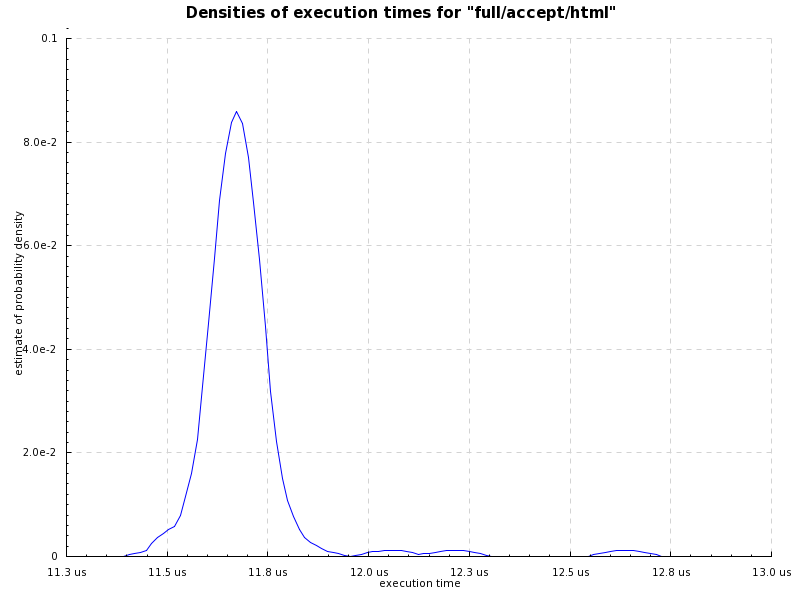 Densities of execution times for "full/accept/html"
0.1
8.0e-2
6.0e-2
4.0e-2
2.0e-2
0
estimate of probability density
11.3 us
11.5 us
11.8 us
12.0 us
12.3 us
12.5 us
12.8 us
13.0 us
execution time